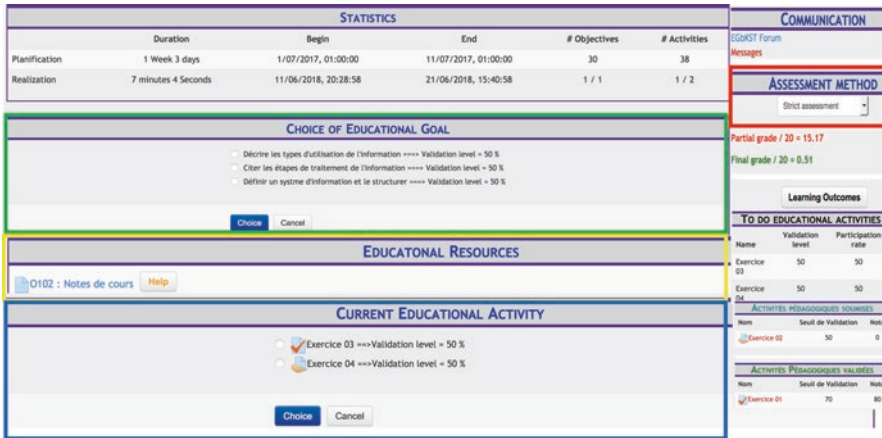 STATISTICS
Duration Begin End # Objectives # Activities
Planification 1 Week 3 days 1/07/2017, 01:00:00 11/07/2017, 01:00:00 30 38
Realization 7 minutes 4 Seconds 11/06/2018, 20:28:58 21/06/2018, 15:40:58 1 / 1 1 / 2
CHOICE OF EDUCATIONAL GOAL
Décrire les types d'utilisation de l'information ===> Validation level = 50 %
Citer les étapes de traitement de l'information ===> Validation level = 50 %
Définir un systme d'information et le structurer ===> Validation level = 50 %
Choice Cancel
EDUCATONAL RESOURCES
O102 : Notes de cours Help
CURRENT EDUCATIONAL ACTIVITY
Exercice 03 ==>Validation level = 50 %
Exercice 04 ==>Validation level = 50 %
Choice Cancel
COMMUNICATION
EGbKST Forum
Messages
ASSESSMENT METHOD
Strict assessment
Partial grade / 20 = 15.17
Final grade / 20 = 0.51
Learning Outcomes
TO DO EDUCATIONAL ACTIVITIES
Validation Participation
Name level rate
Exercice 50 50
03
Exercice 50 50
04
ACTIVITÉS PÉDAGOGIQUES SOUMISES
Nom Seuil de Validation Not
Exercice 02 50 0
ACTIVITÉS PÉDAGOGIQUES VALIDÉES
Nom Seuil de Validation Not
Exercice 01 70 80